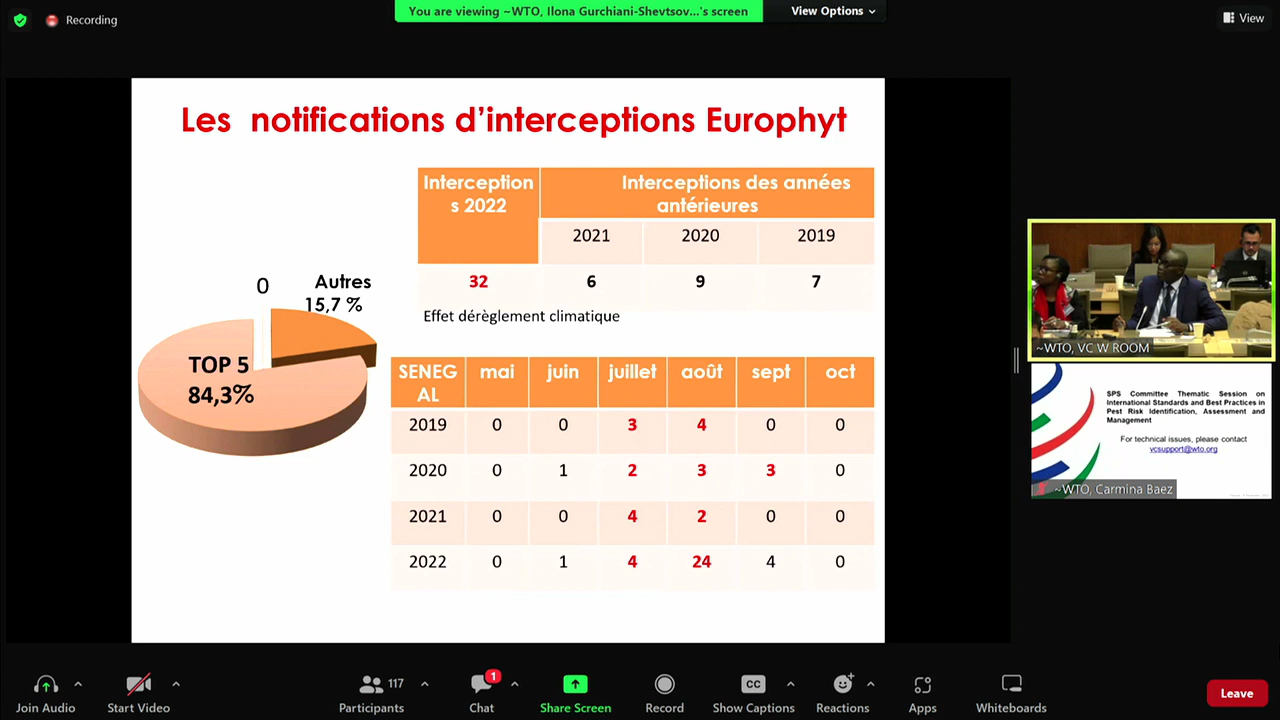 Recording
You are viewing ~WTO, Ilona Gurchiani-Shevtsov...'s screen
View Options
View
Les notifications d’interceptions Europhyt
Interception
s 2022
Interceptions des années
antérieures
2021 2020 2019
32 6 9 7
Effet dérèglement climatique
0
Autres
15,7 %
TOP 5
84,3%
SENEG
AL
mai juin juillet août sept oct
2019 0 0 3 4 0 0
2020 0 1 2 3 3 0
2021 0 0 4 2 0 0
2022 0 1 4 24 4 0
~WTO, VC W ROOM
SPS Committee Thematic Session on
International Standards and Best Practices in
Pest Risk Identification, Assessment and
Management
For technical issues, please contact
vcsupport@wto.org
~WTO, Carmina Baez
Join Audio
Start Video
117
Participants
1
Chat
Share Screen
Record
CC
Show Captions
Reactions
Apps
Whiteboards
Leave